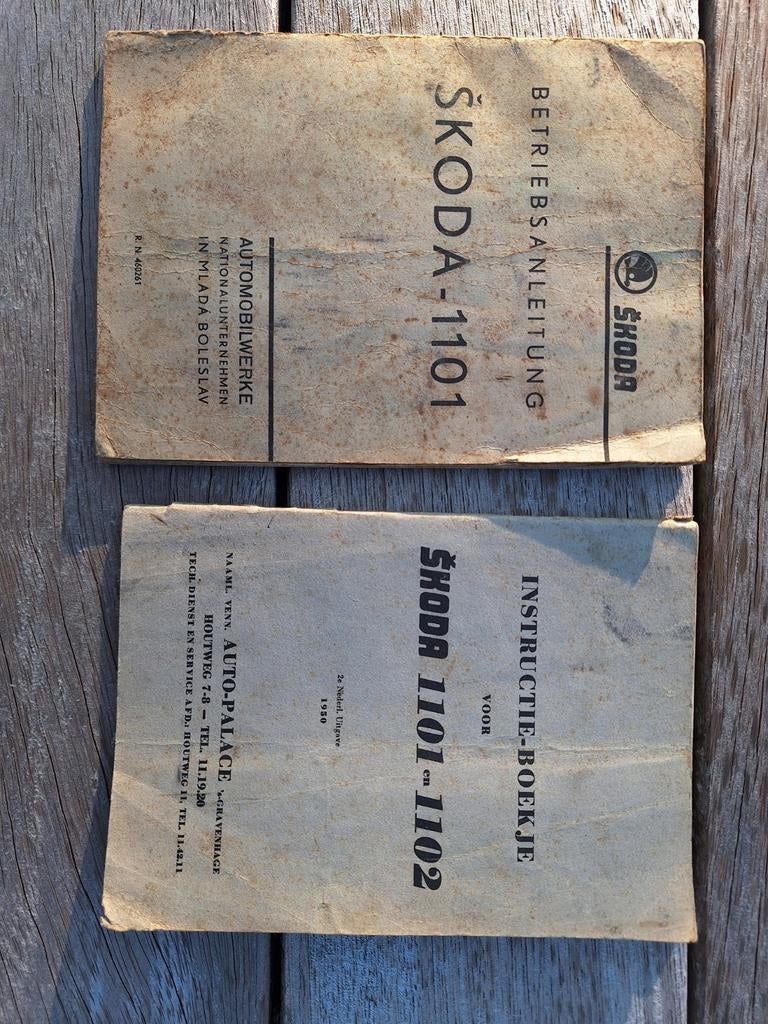 ŠKODA
BETRIEBSANLEITUNG
ŠKODA-1101
AUTOMOBILWERKE
NATIONALUNTERNEHMEN
IN MLADÁ BOLESLAV
R. N. 460261
INSTRUCTIE-BOEKJE
VOOR
ŠKODA 1101 en 1102
2e Nederl. Uitgave
1950
NAAML. VENN. AUTO-PALACE 's-GRAVENHAGE
HOUTWEG 7-8 — TEL. 11.19.20
TECH. DIENST EN SERVICE AFD.: HOUTWEG 11, TEL. 11.42.11